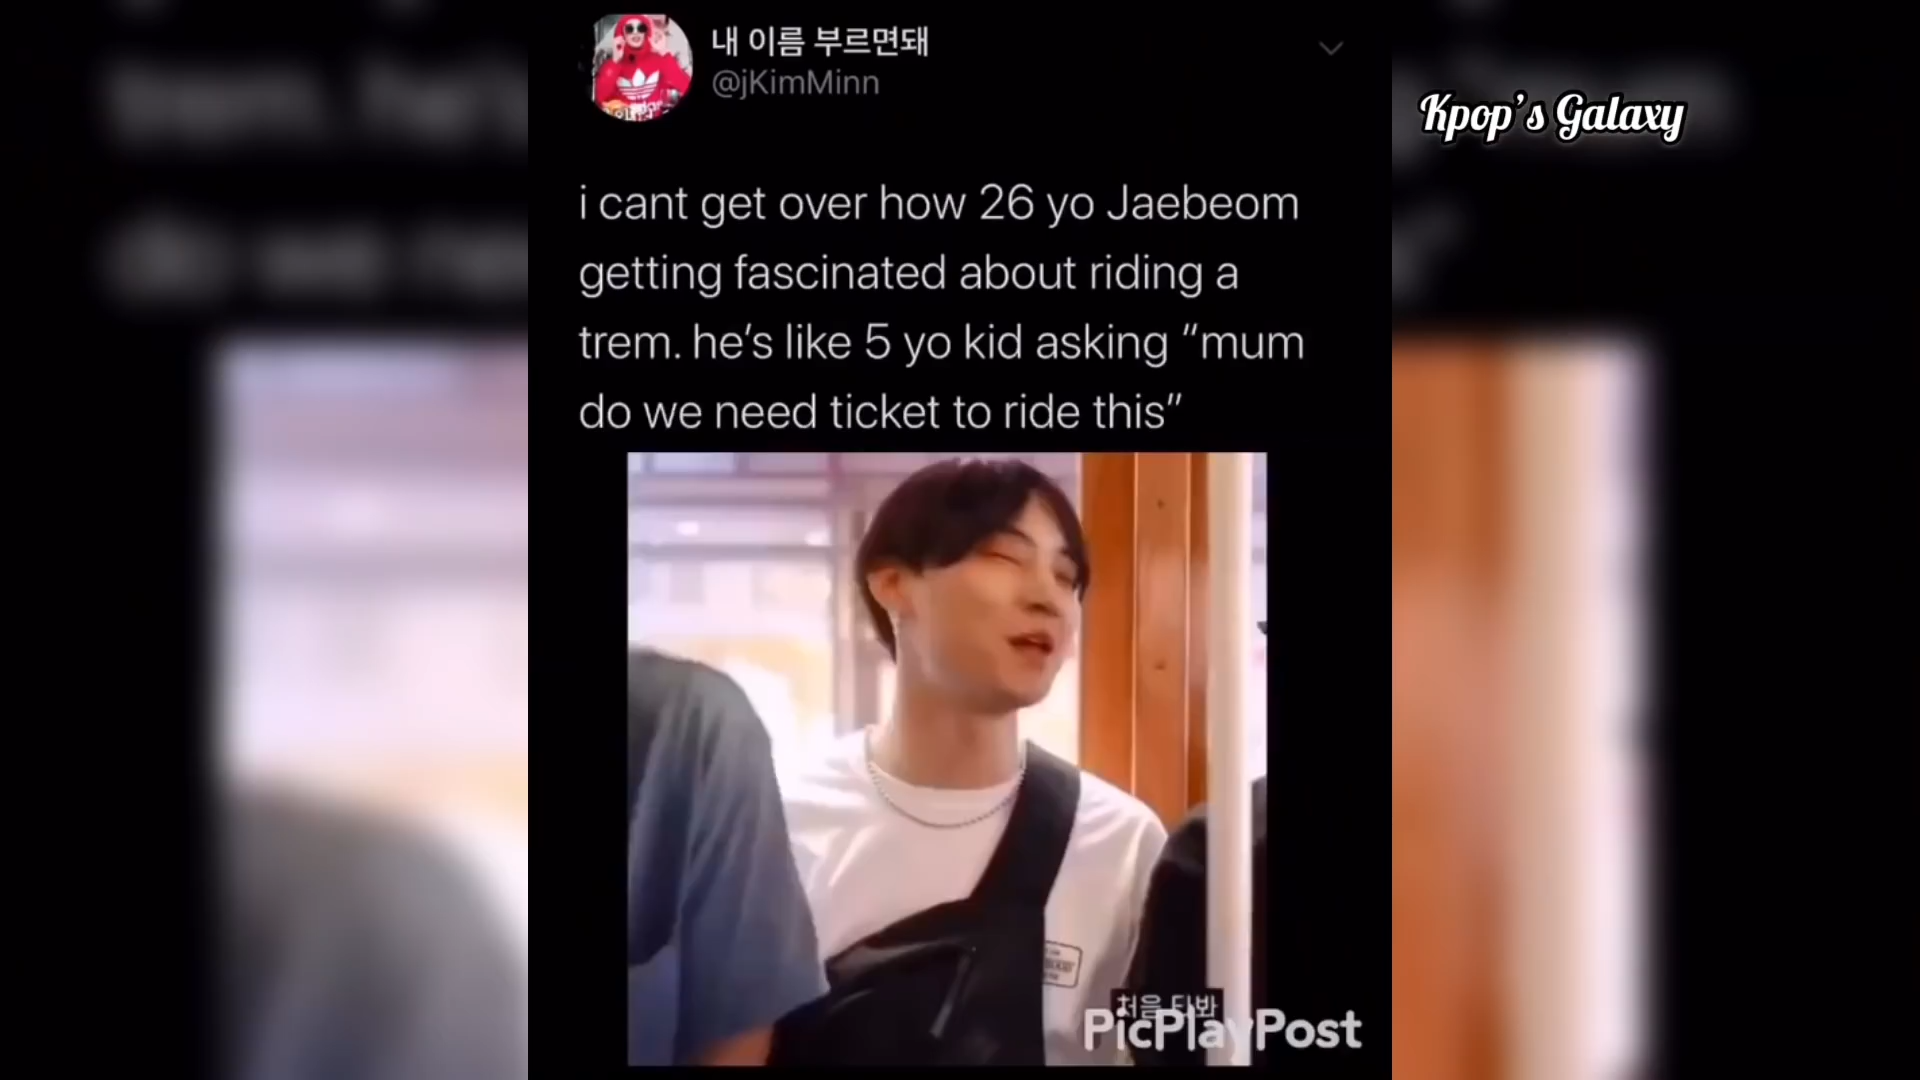 내 이름 부르면돼
@jKimMinn
Kpop's Galaxy
i cant get over how 26 yo Jaebeom
getting fascinated about riding a
trem. he's like 5 yo kid asking "mum
do we need ticket to ride this"
처음 타봐
PicPlayPost